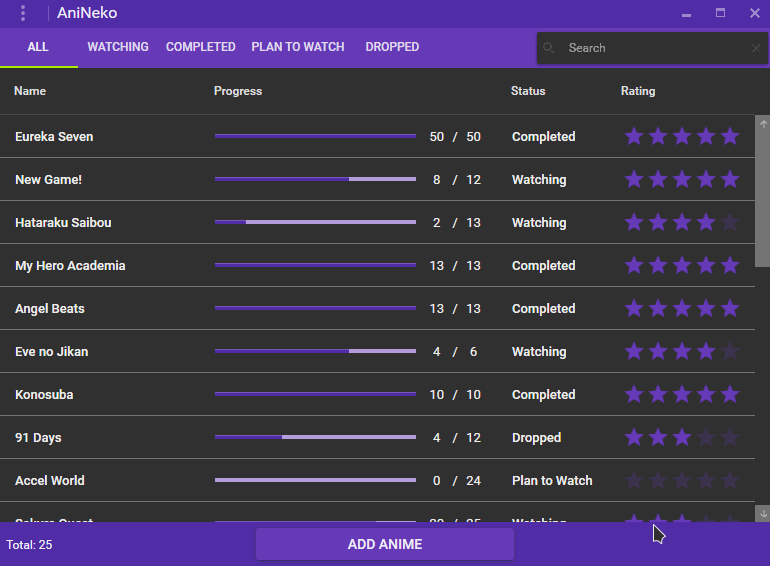 AniNeko
ALL WATCHING COMPLETED PLAN TO WATCH DROPPED Search
Name Progress Status Rating
Eureka Seven 50 / 50 Completed
New Game! 8 / 12 Watching
Hataraku Saibou 2 / 13 Watching
My Hero Academia 13 / 13 Completed
Angel Beats 13 / 13 Completed
Eve no Jikan 4 / 6 Watching
Konosuba 10 / 10 Completed
91 Days 4 / 12 Dropped
Accel World 0 / 24 Plan to Watch
Sakura Quest / 25 Watching
Total: 25 ADD ANIME